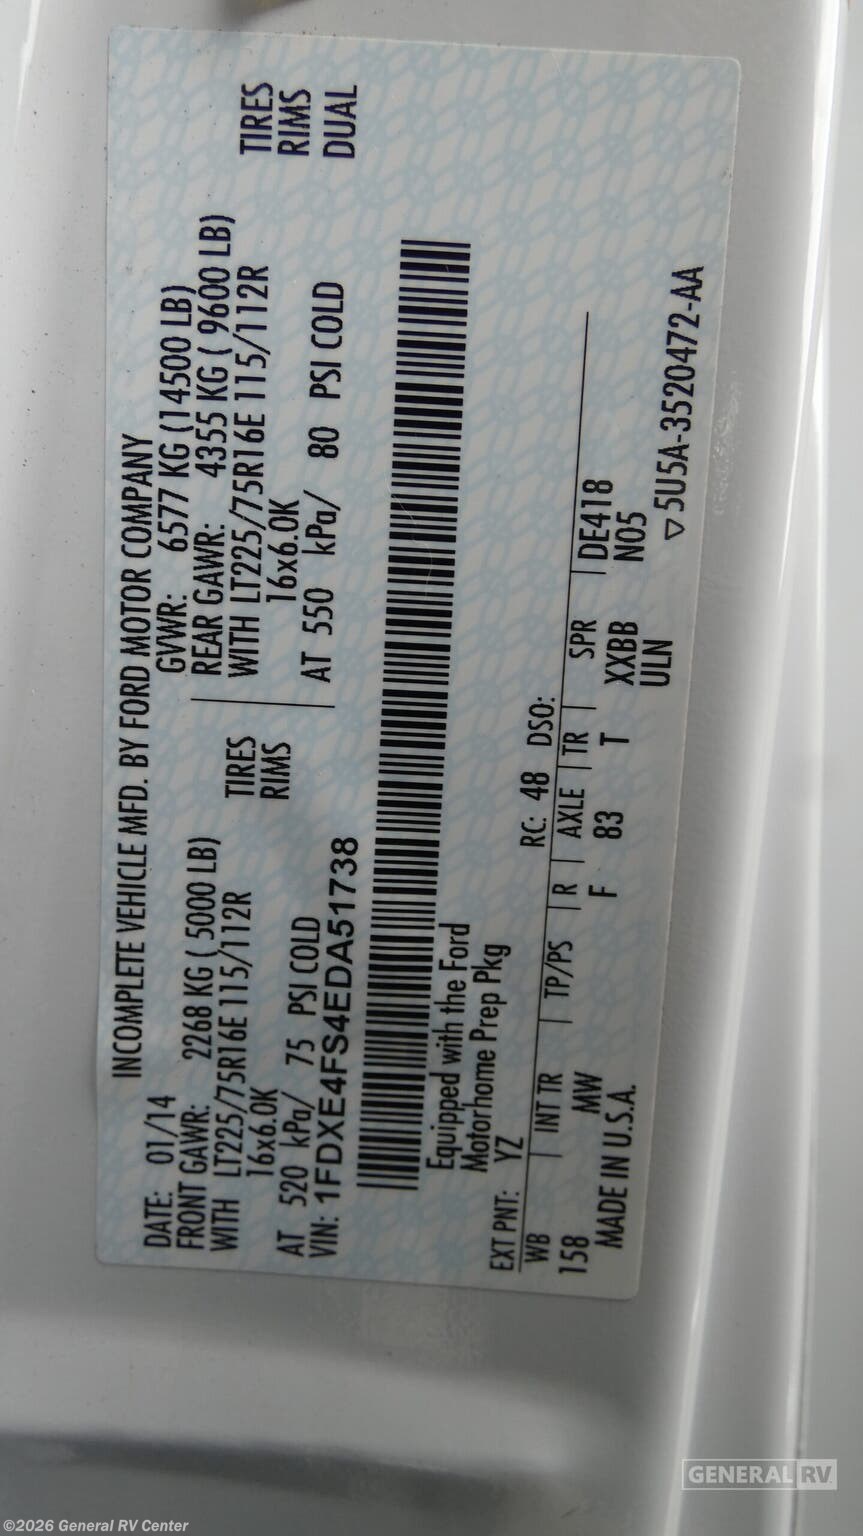 INCOMPLETE VEHICLE MFD. BY FORD MOTOR COMPANY
DATE: 01/14 GVWR: 6577 KG (14500 LB)
FRONT GAWR: 2268 KG ( 5000 LB) REAR GAWR: 4355 KG ( 9600 LB)
WITH LT225/75R16E 115/112R TIRES WITH LT225/75R16E 115/112R TIRES
16x6.0K RIMS 16x6.0K RIMS
AT 520 kPa/ 75 PSI COLD AT 550 kPa/ 80 PSI COLD DUAL
VIN: 1FDXE4FS4EDA51738
Equipped with the Ford
Motorhome Prep Pkg
EXT PNT: YZ RC: 48 DSO:
WB INT TR TP/PS R AXLE TR SPR DE418
158 MW F 83 T XXBB N05
MADE IN U.S.A. ULN
▽5U5A-3520472-AA
GENERAL RV
©2026 General RV Center